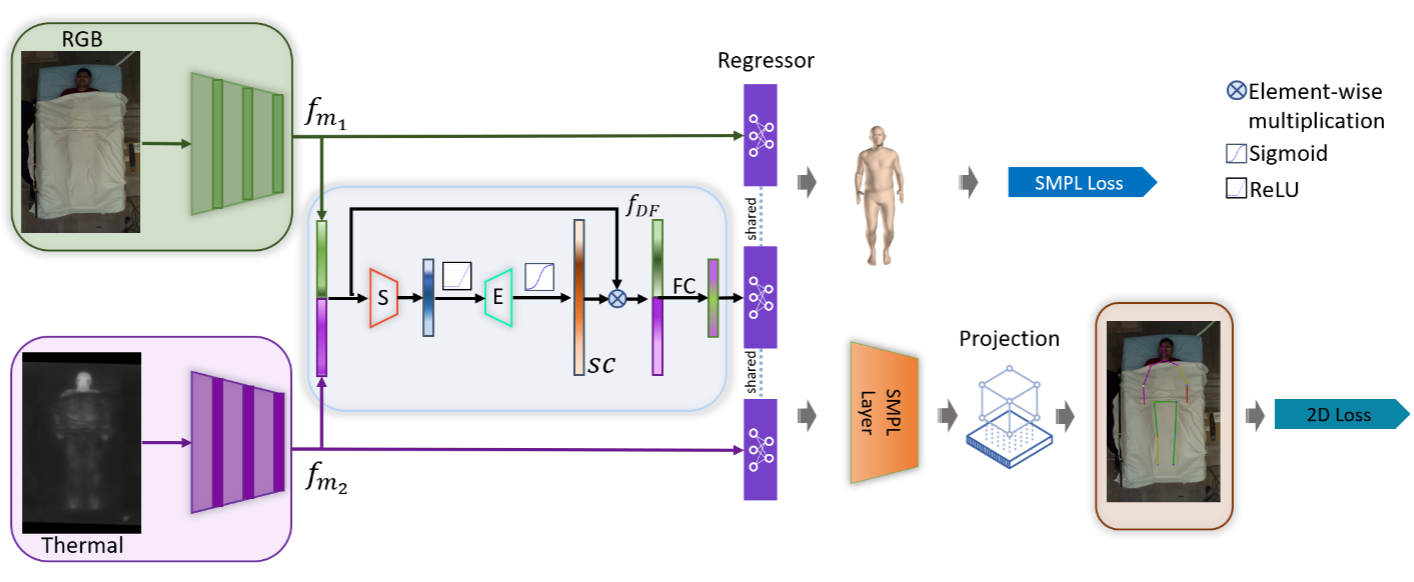 RGB
f_{m_1}
Regressor
Element-wise
multiplication
Sigmoid
ReLU
SMPL Loss
shared
f_{DF}
S
E
FC
SC
shared
Projection
SMPL
Layer
2D Loss
f_{m_2}
Thermal